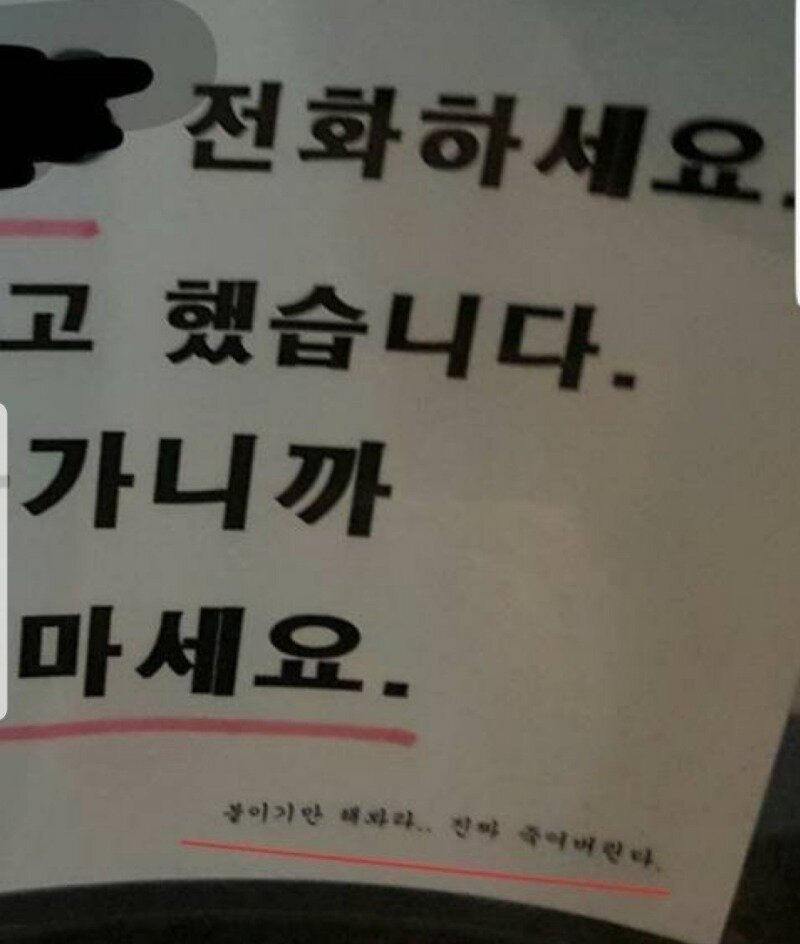 전화하세요.
고 했습니다.
가니까
마세요.
붙이기만 해봐라.. 진짜 죽여버린다.